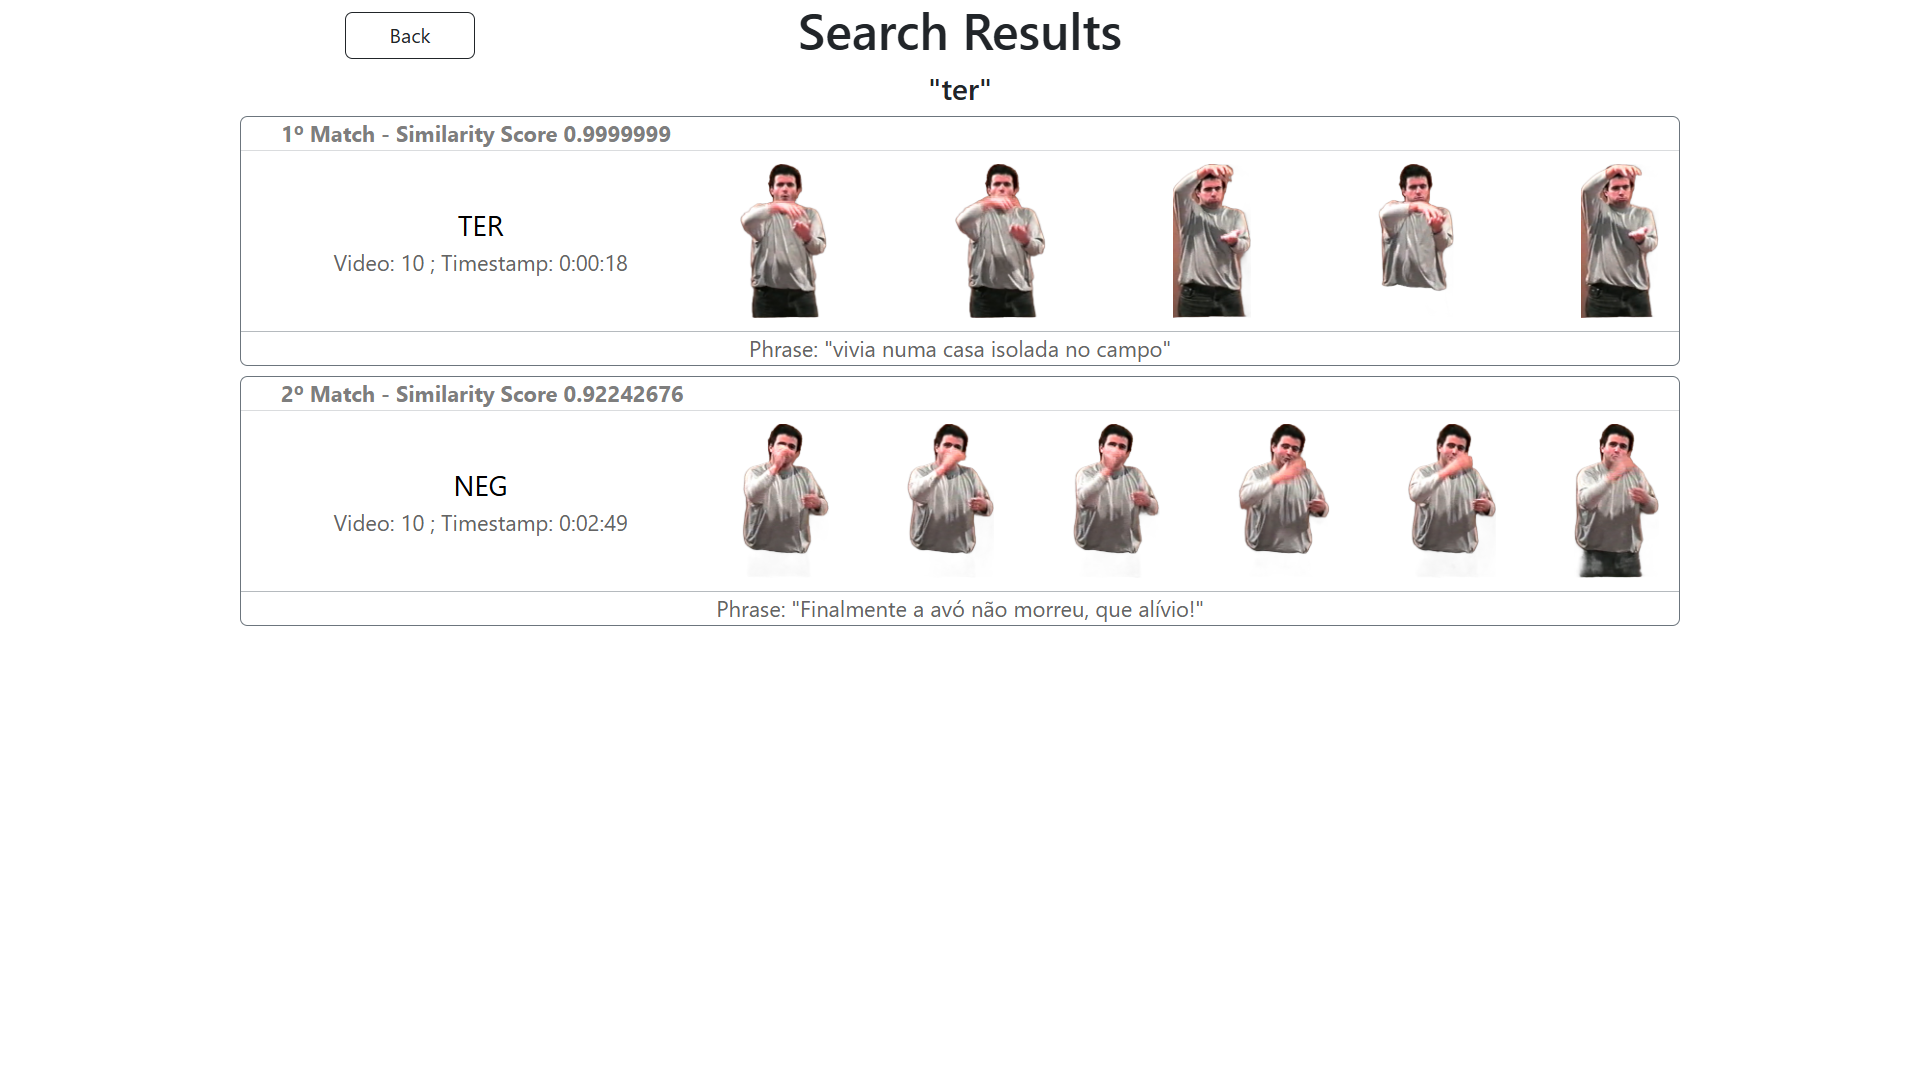 Back
Search Results
"ter"
1º Match - Similarity Score 0.9999999
TER
Video: 10 ; Timestamp: 0:00:18
Phrase: "vivia numa casa isolada no campo"
2º Match - Similarity Score 0.92242676
NEG
Video: 10 ; Timestamp: 0:02:49
Phrase: "Finalmente a avó não morreu, que alívio!"